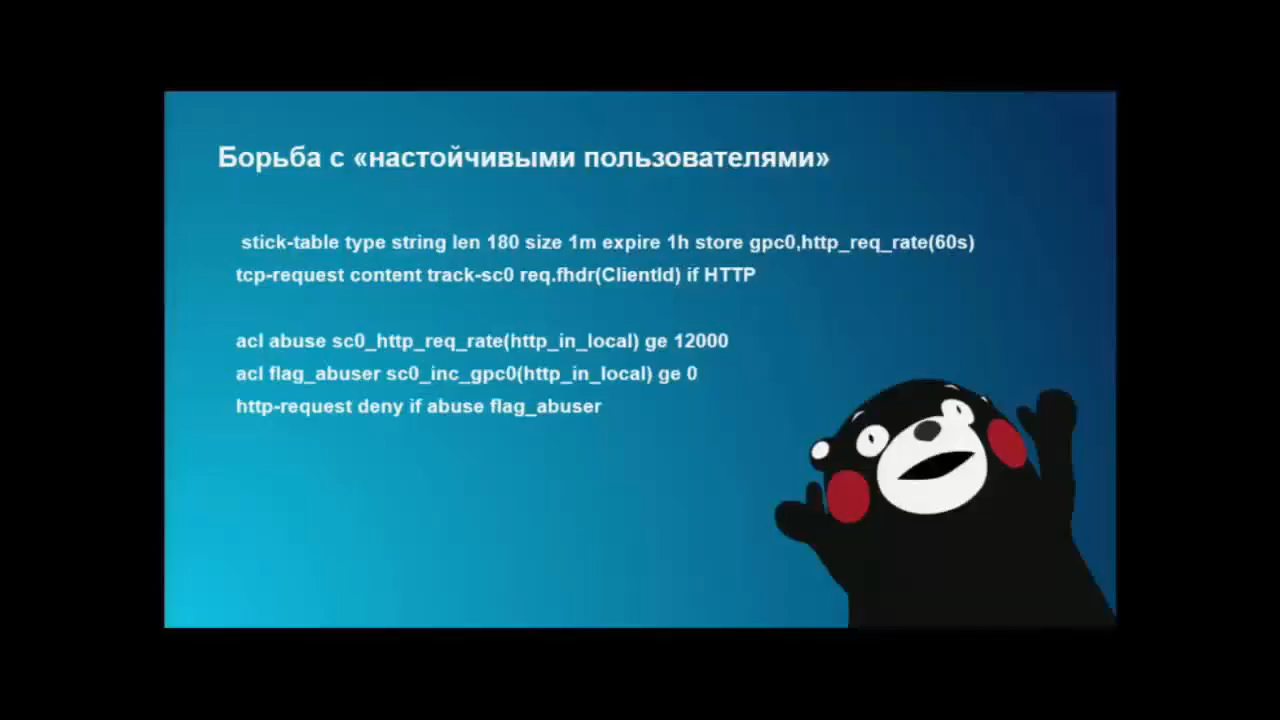 Борьба с «настойчивыми пользователями»
stick-table type string len 180 size 1m expire 1h store gpc0,http_req_rate(60s)
tcp-request content track-sc0 req.fhdr(ClientId) if HTTP
acl abuse sc0_http_req_rate(http_in_local) ge 12000
acl flag_abuser sc0_inc_gpc0(http_in_local) ge 0
http-request deny if abuse flag_abuser